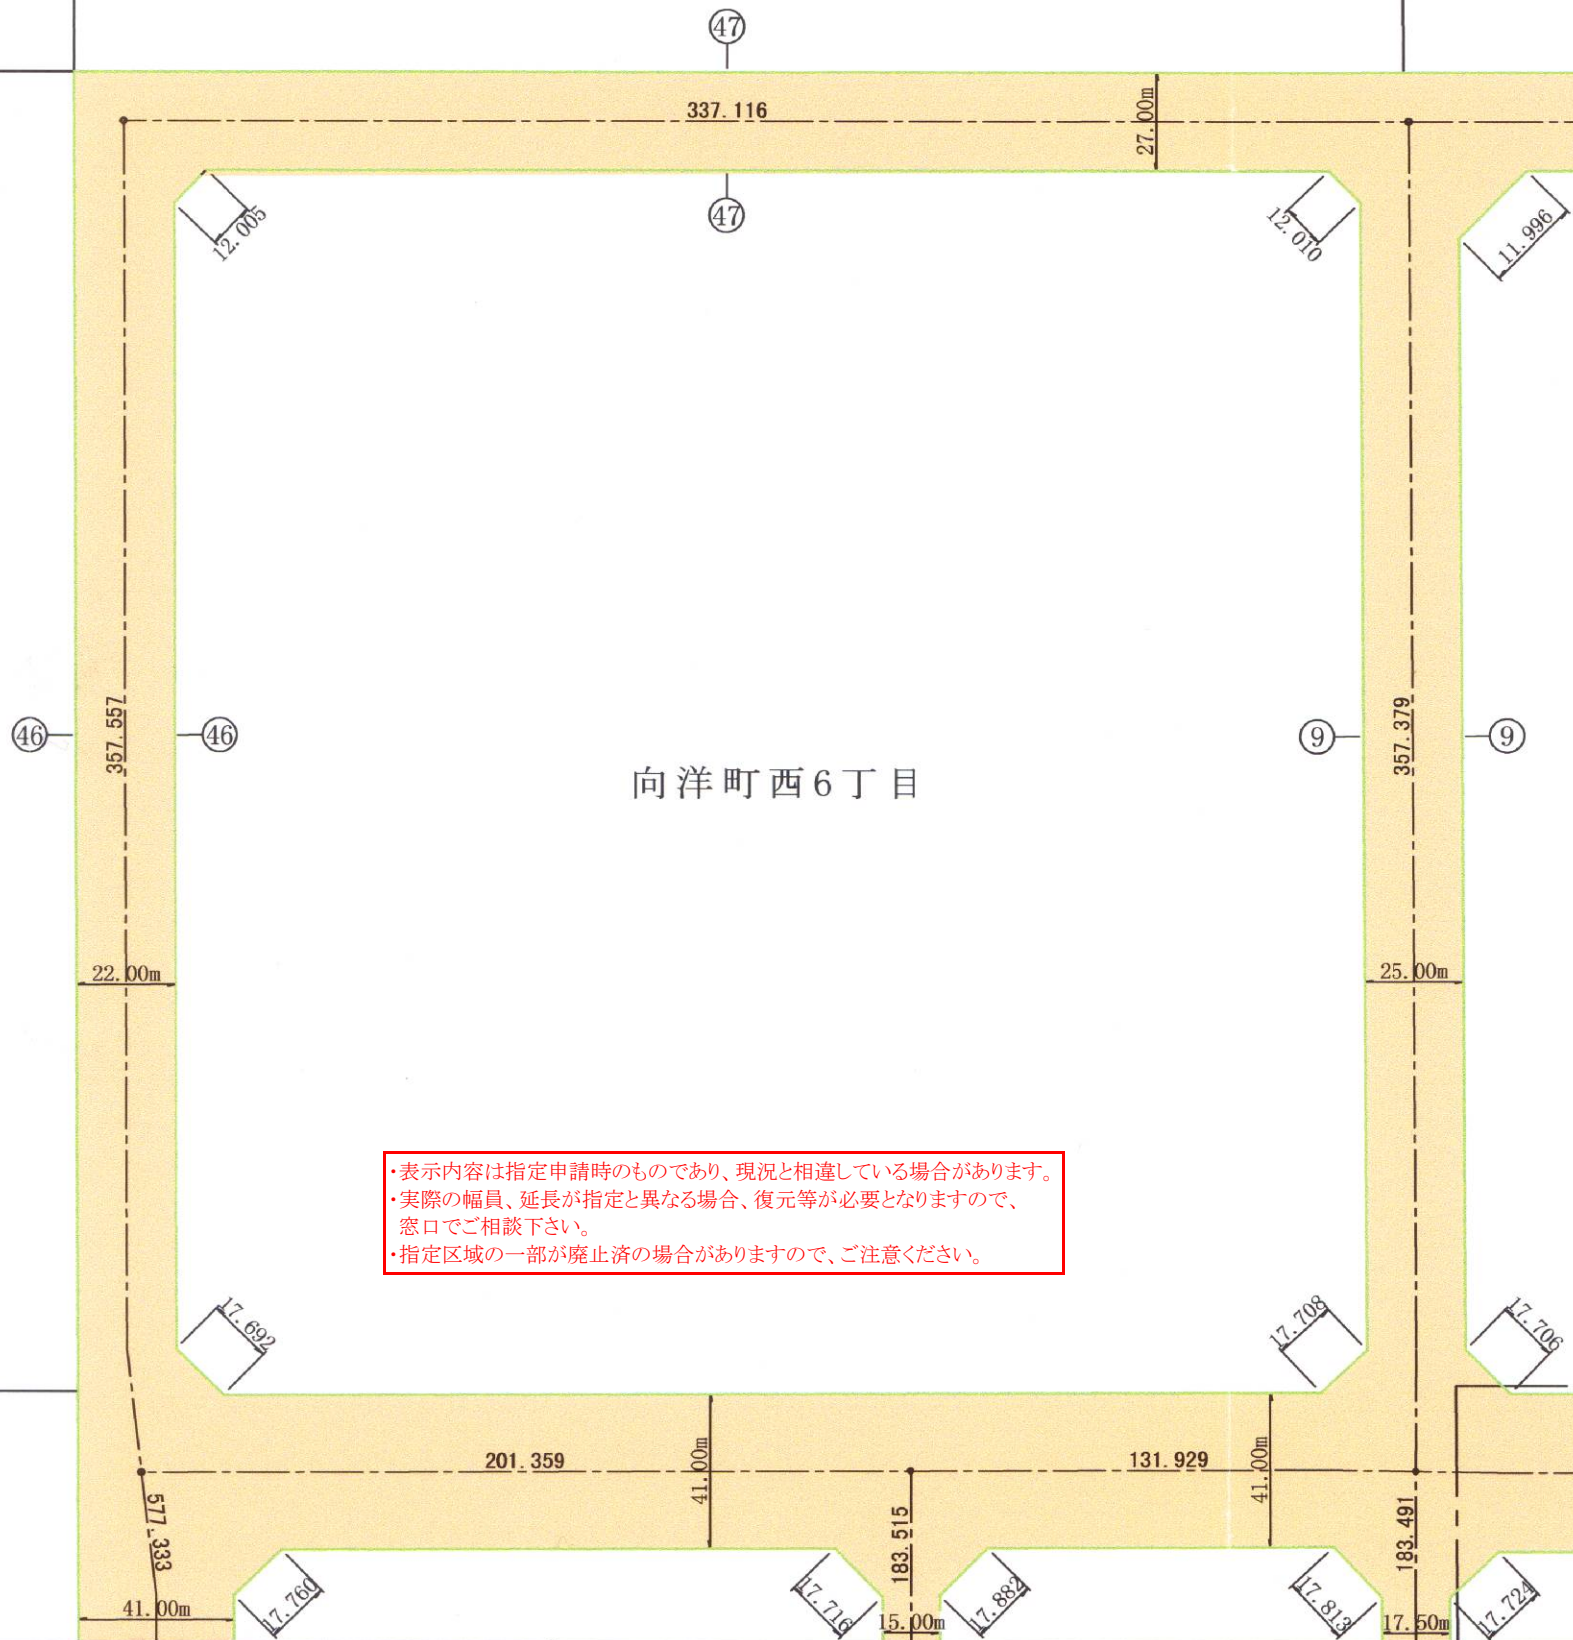 ㊼
337.116
27.00m
㊼
12.005
12.010
11.996
357.557
357.379
㊻
㊻
⑨
⑨
向洋町西6丁目
22.00m
25.00m
・表示内容は指定申請時のものであり、現況と相違している場合があります。
・実際の幅員、延長が指定と異なる場合、復元等が必要となりますので、
窓口でご相談下さい。
・指定区域の一部が廃止済の場合がありますので、ご注意ください。
17.692
17.708
17.706
201.359
41.00m
131.929
41.00m
577.333
183.515
183.491
17.760
17.716
17.882
17.813
17.724
41.00m
15.00m
17.50m